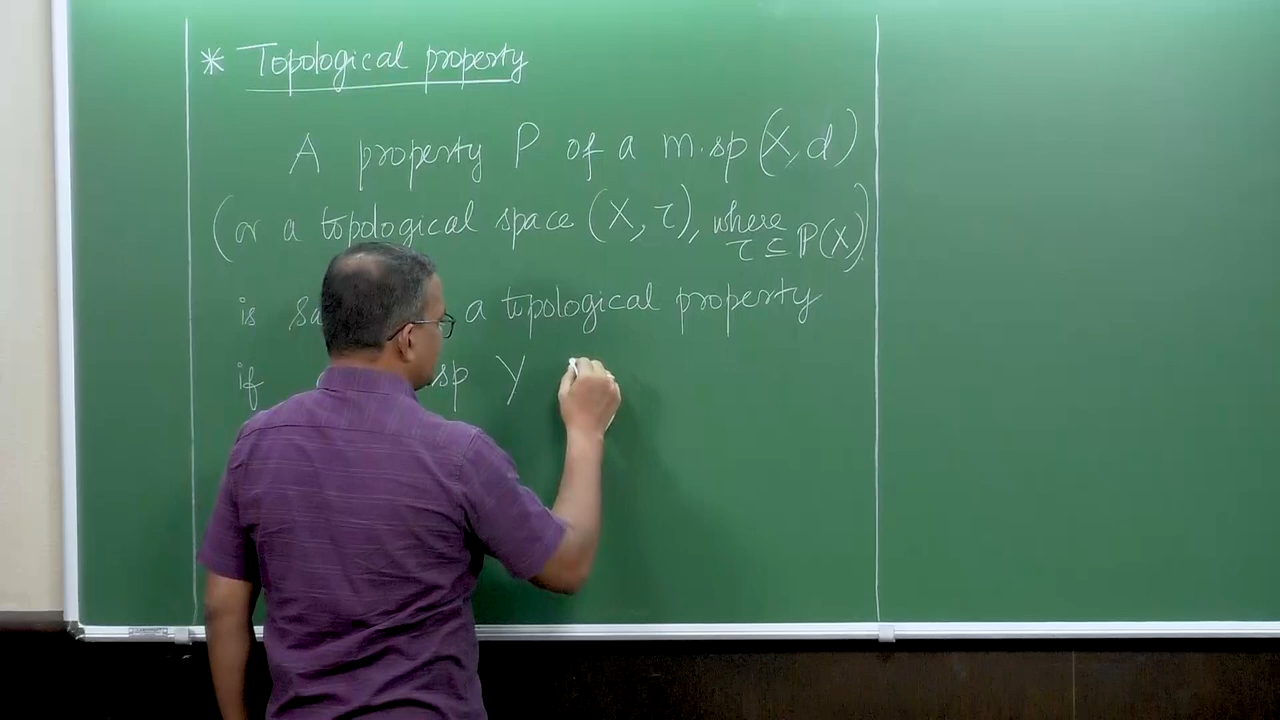 * Topological property
A property P of a m.sp (X, d)
(or a topological space (X, τ), where τ ⊆ P(X))
is a topological property
if sp Y